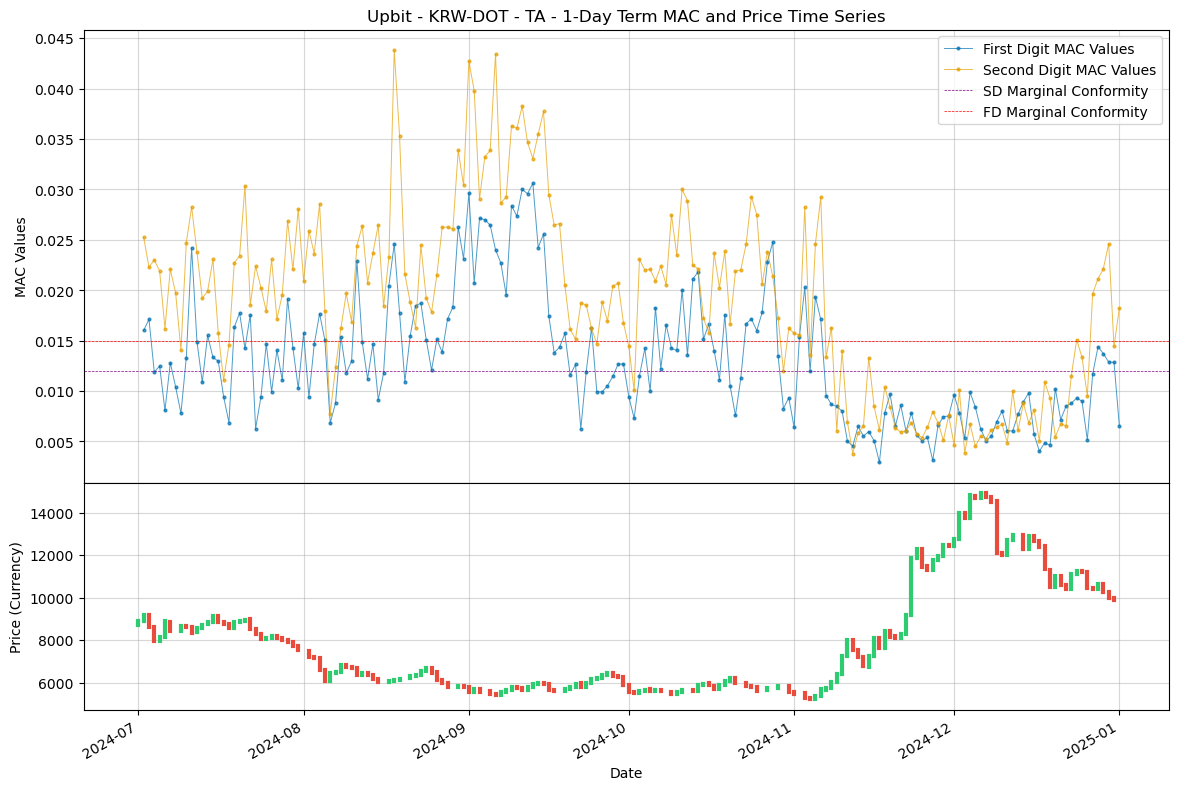 Upbit - KRW-DOT - TA - 1-Day Term MAC and Price Time Series
First Digit MAC Values
Second Digit MAC Values
SD Marginal Conformity
FD Marginal Conformity
MAC Values
0.045
0.040
0.035
0.030
0.025
0.020
0.015
0.010
0.005
Price (Currency)
14000
12000
10000
8000
6000
2024-07
2024-08
2024-09
2024-10
2024-11
2024-12
2025-01
Date